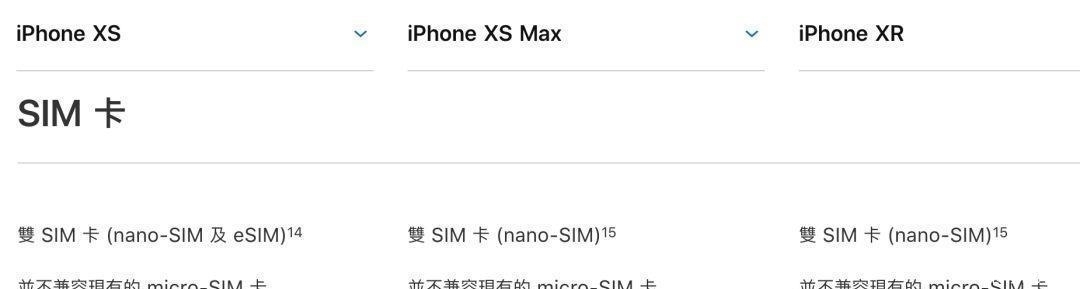 iPhone XS iPhone XS Max iPhone XR
SIM 卡
雙 SIM 卡 (nano-SIM 及 eSIM)14 雙 SIM 卡 (nano-SIM)15 雙 SIM 卡 (nano-SIM)15
並不兼容現有的 micro-SIM 卡 並不兼容現有的 micro-SIM 卡 並不兼容現有的 micro-SIM 卡